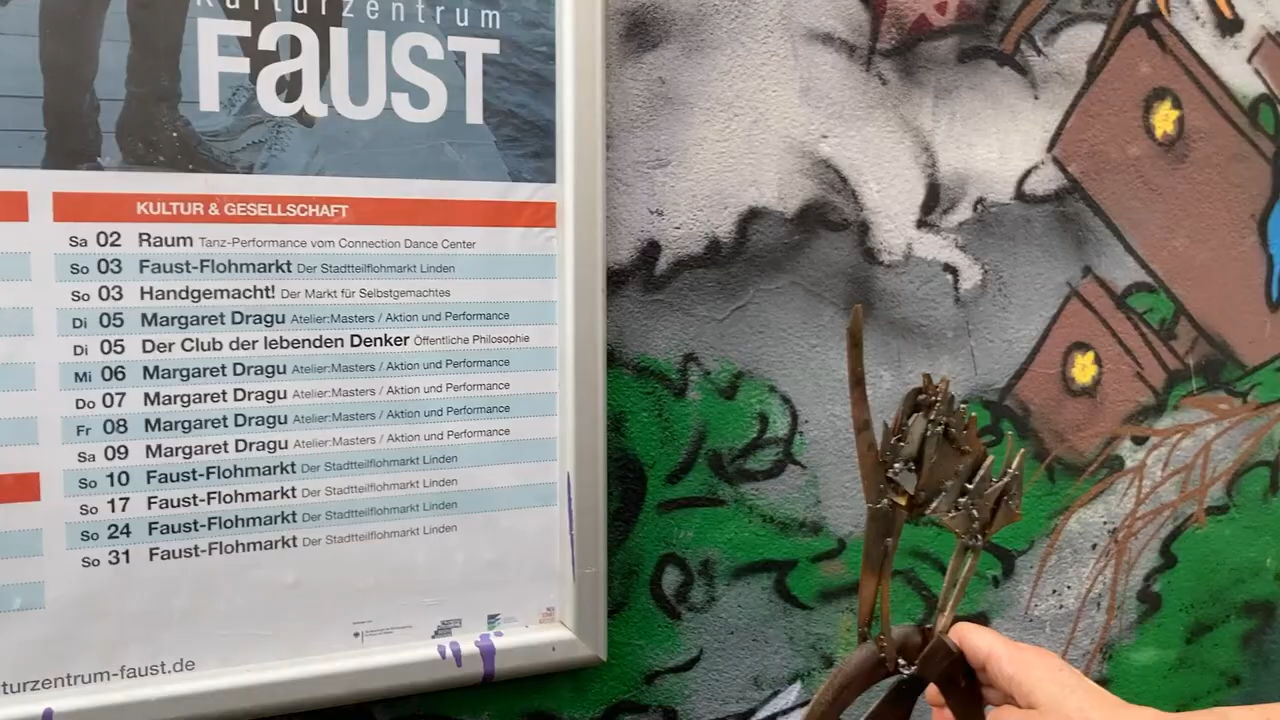 Kulturzentrum
FAUST
KULTUR & GESELLSCHAFT
Sa 02 Raum Tanz-Performance vom Connection Dance Center
So 03 Faust-Flohmarkt Der Stadtteilflohmarkt Linden
So 03 Handgemacht! Der Markt für Selbstgemachtes
Di 05 Margaret Dragu Atelier:Masters / Aktion und Performance
Di 05 Der Club der lebenden Denker Öffentliche Philosophie
Mi 06 Margaret Dragu Atelier:Masters / Aktion und Performance
Do 07 Margaret Dragu Atelier:Masters / Aktion und Performance
Fr 08 Margaret Dragu Atelier:Masters / Aktion und Performance
Sa 09 Margaret Dragu Atelier:Masters / Aktion und Performance
So 10 Faust-Flohmarkt Der Stadtteilflohmarkt Linden
So 17 Faust-Flohmarkt Der Stadtteilflohmarkt Linden
So 24 Faust-Flohmarkt Der Stadtteilflohmarkt Linden
So 31 Faust-Flohmarkt Der Stadtteilflohmarkt Linden
turzentrum-faust.de